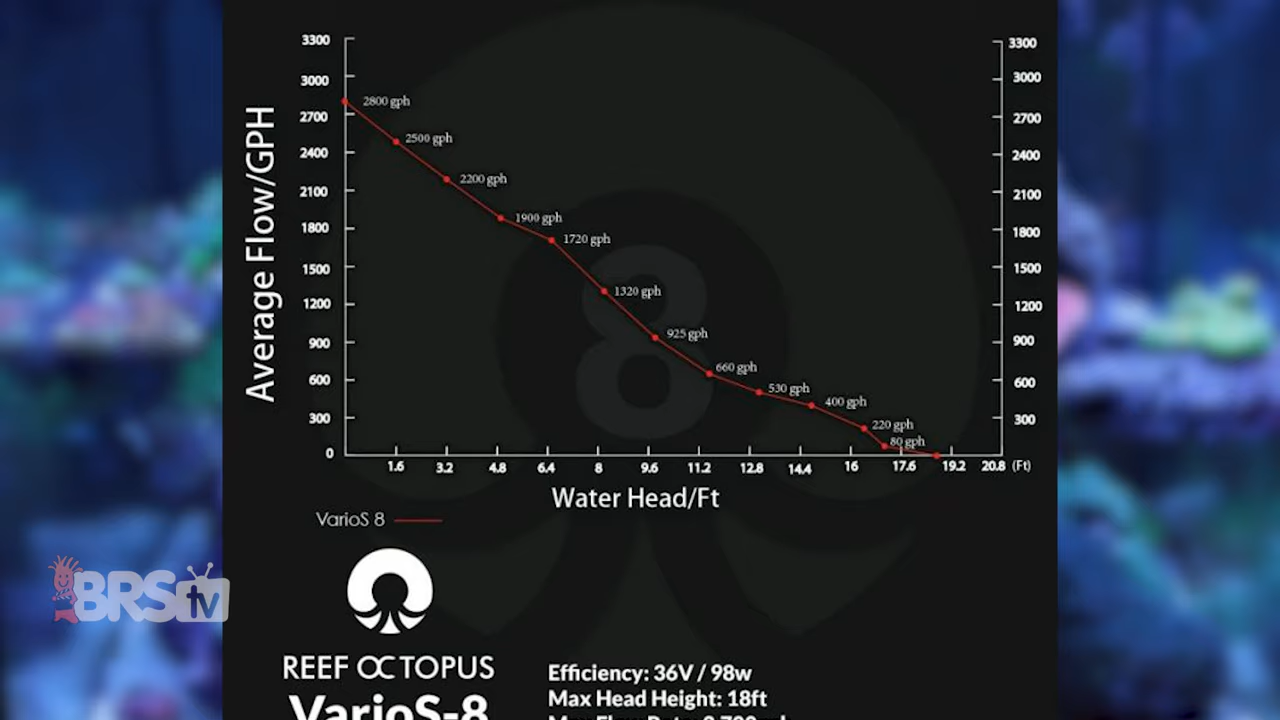 3300
3000
2700
2400
2100
1800
1500
1200
900
600
300
0
Average Flow/GPH
2800 gph
2500 gph
2200 gph
1900 gph
1720 gph
1320 gph
925 gph
660 gph
530 gph
400 gph
220 gph
80 gph
3300
3000
2700
2400
2100
1800
1500
1200
900
600
300
1.6 3.2 4.8 6.4 8 9.6 11.2 12.8 14.4 16 17.6 19.2 20.8 (Ft)
Water Head/Ft
VarioS 8
BRStv
REEF OCTOPUS
VarioS-8
Efficiency: 36V / 98w
Max Head Height: 18ft